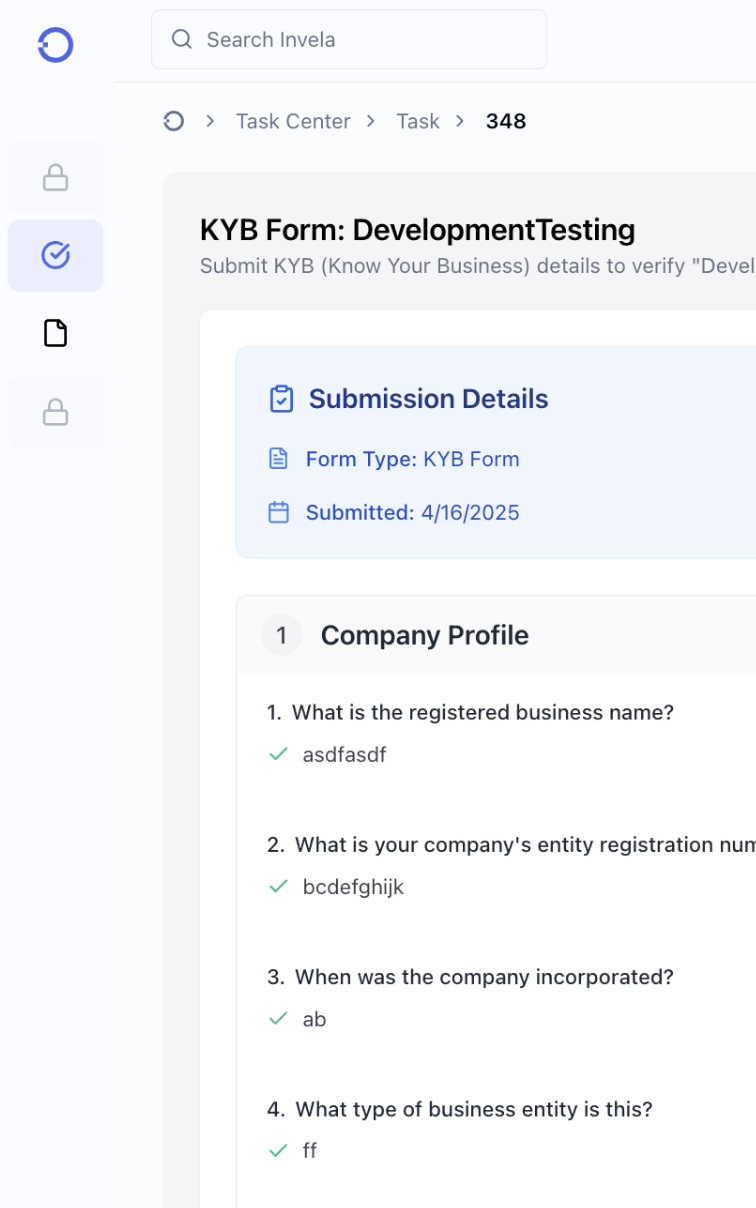 Search Invela
Task Center
Task
348
KYB Form: DevelopmentTesting
Submit KYB (Know Your Business) details to verify "Devel
Submission Details
Form Type: KYB Form
Submitted: 4/16/2025
1 Company Profile
1. What is the registered business name?
asdfasdf
2. What is your company's entity registration num
bcdefghijk
3. When was the company incorporated?
ab
4. What type of business entity is this?
ff